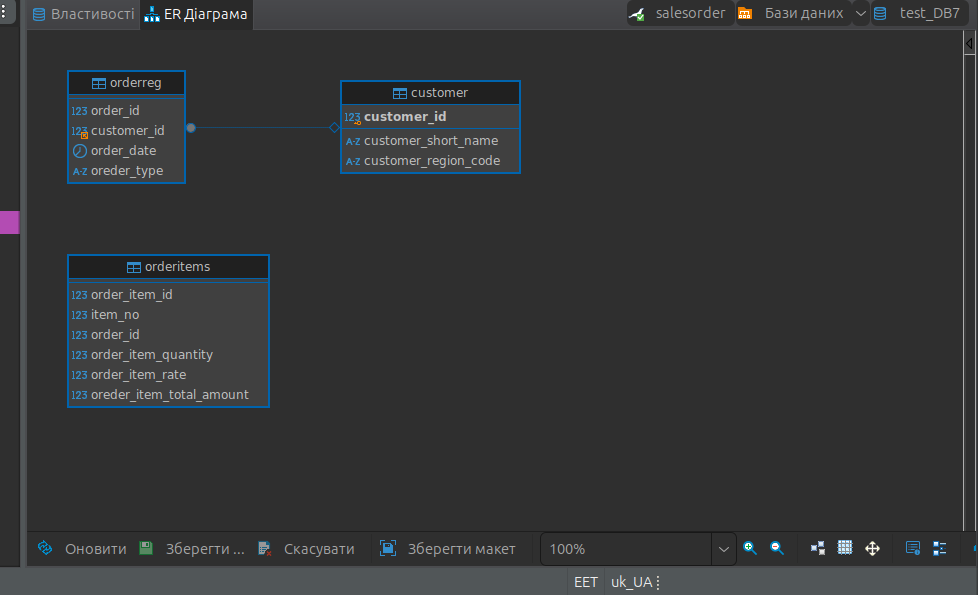 Властивості ER Діаграма salesorder Бази даних test_DB7
orderreg
123 order_id
123 customer_id
order_date
A-Z oreder_type
customer
123 customer_id
A-Z customer_short_name
A-Z customer_region_code
orderitems
123 order_item_id
123 item_no
123 order_id
123 order_item_quantity
123 order_item_rate
123 oreder_item_total_amount
Оновити Зберегти ... Скасувати Зберегти макет 100%
EET uk_UA